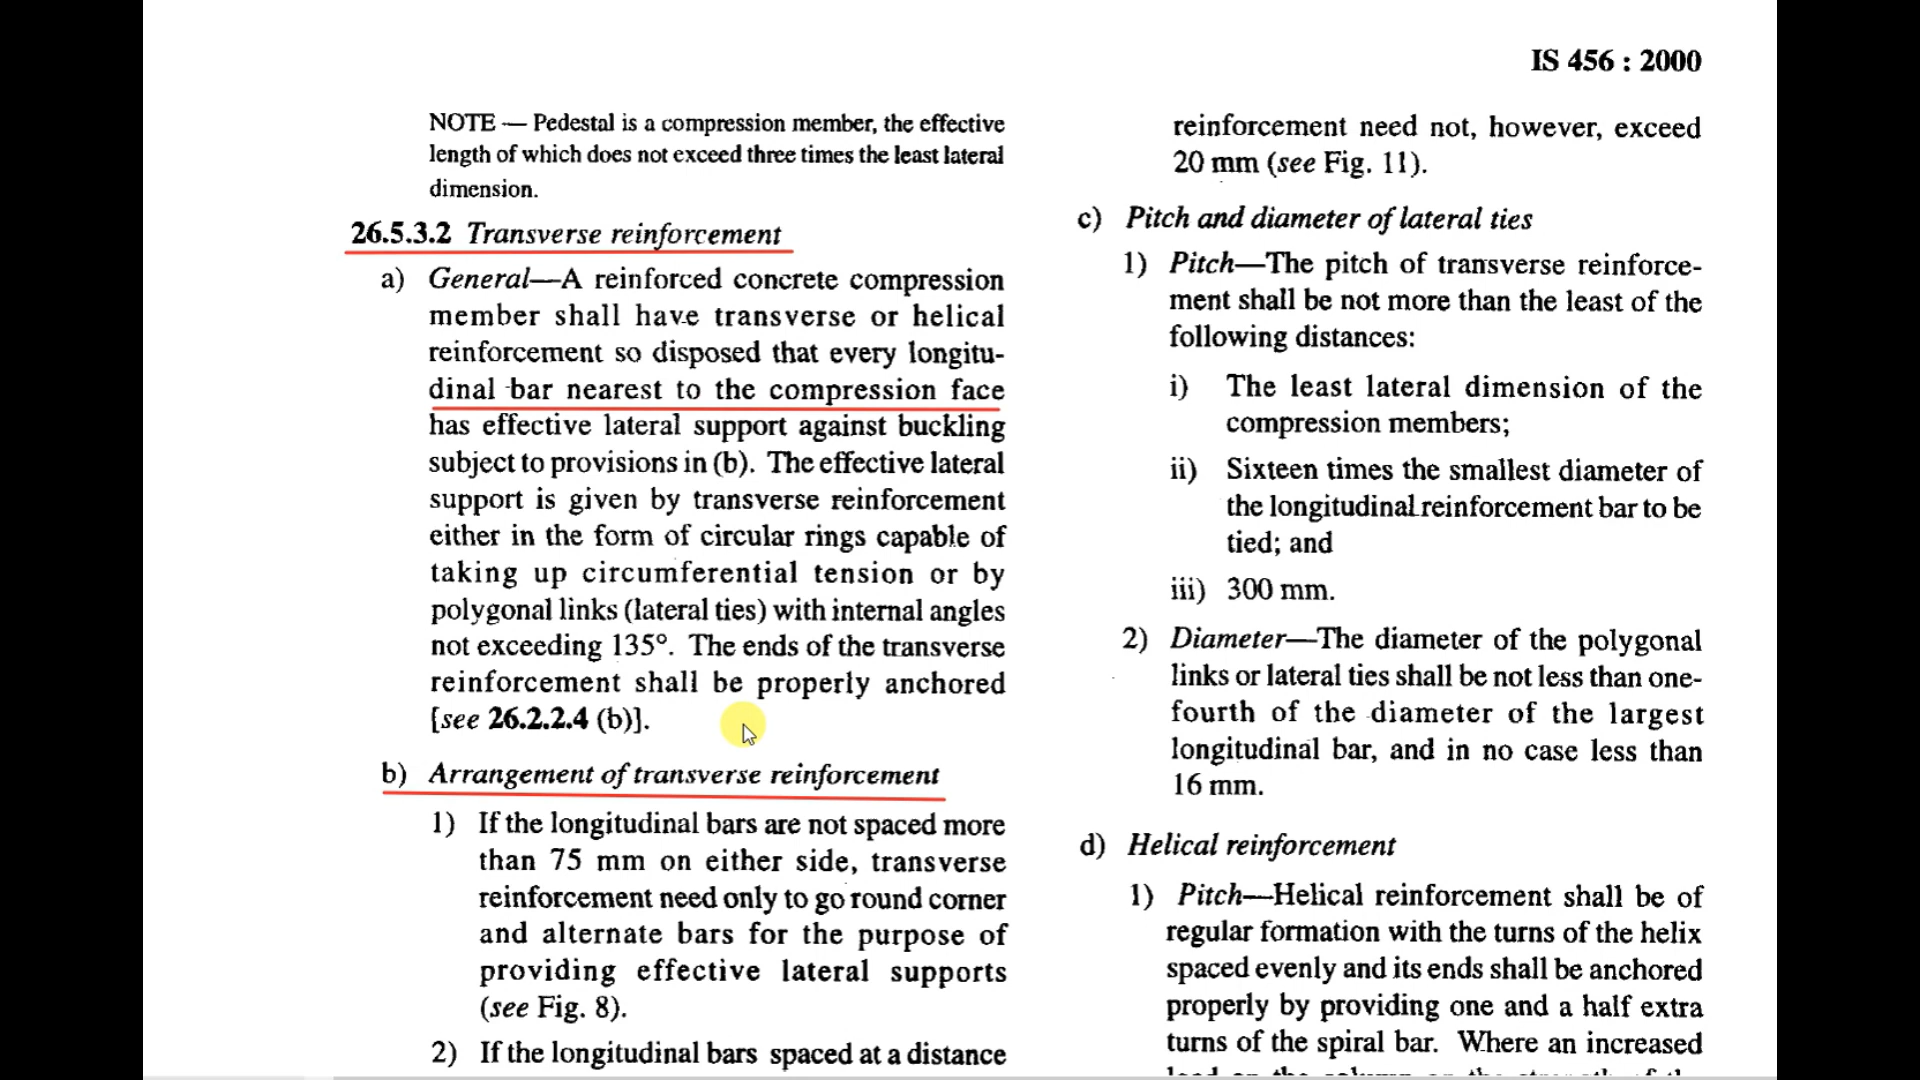 IS 456 : 2000
NOTE — Pedestal is a compression member, the effective
length of which does not exceed three times the least lateral
dimension.
26.5.3.2 Transverse reinforcement
a) General—A reinforced concrete compression
member shall have transverse or helical
reinforcement so disposed that every longitu-
dinal bar nearest to the compression face
has effective lateral support against buckling
subject to provisions in (b). The effective lateral
support is given by transverse reinforcement
either in the form of circular rings capable of
taking up circumferential tension or by
polygonal links (lateral ties) with internal angles
not exceeding 135°. The ends of the transverse
reinforcement shall be properly anchored
[see 26.2.2.4 (b)].
b) Arrangement of transverse reinforcement
1) If the longitudinal bars are not spaced more
than 75 mm on either side, transverse
reinforcement need only to go round corner
and alternate bars for the purpose of
providing effective lateral supports
(see Fig. 8).
2) If the longitudinal bars spaced at a distance
reinforcement need not, however, exceed
20 mm (see Fig. 11).
c) Pitch and diameter of lateral ties
1) Pitch—The pitch of transverse reinforce-
ment shall be not more than the least of the
following distances:
i) The least lateral dimension of the
compression members;
ii) Sixteen times the smallest diameter of
the longitudinal reinforcement bar to be
tied; and
iii) 300 mm.
2) Diameter—The diameter of the polygonal
links or lateral ties shall be not less than one-
fourth of the diameter of the largest
longitudinal bar, and in no case less than
16 mm.
d) Helical reinforcement
1) Pitch—Helical reinforcement shall be of
regular formation with the turns of the helix
spaced evenly and its ends shall be anchored
properly by providing one and a half extra
turns of the spiral bar. Where an increased